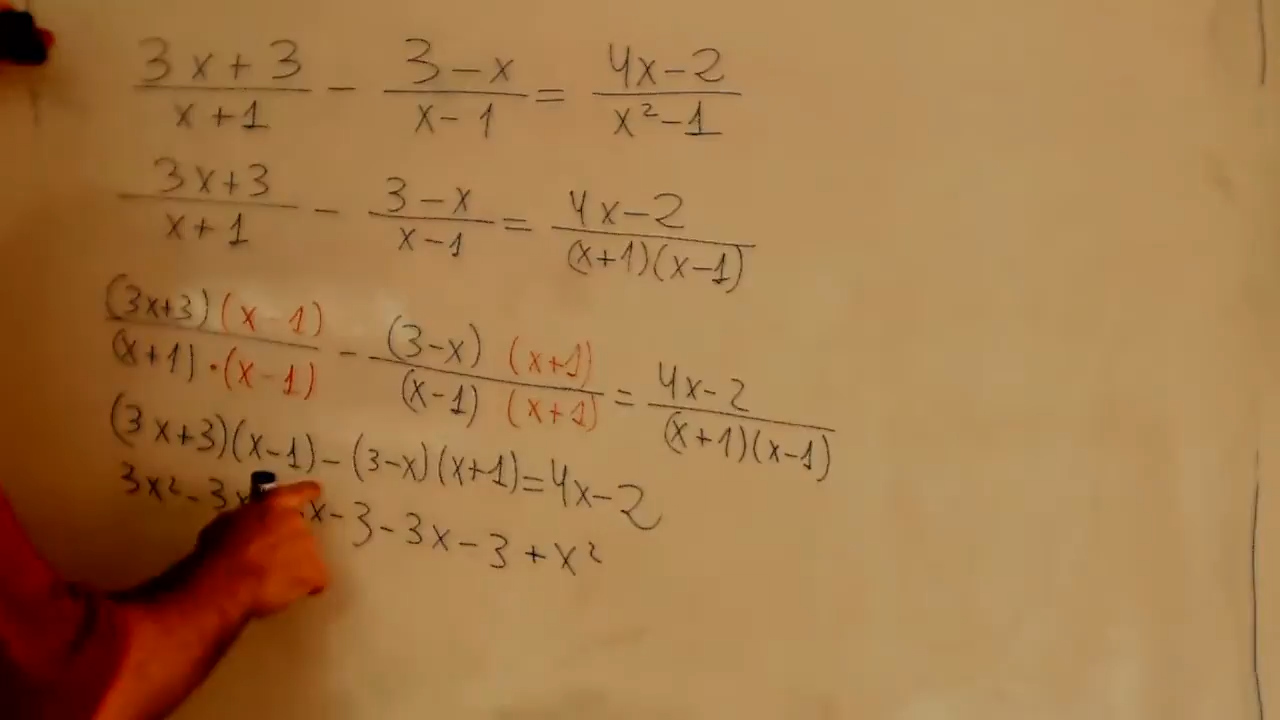 (3x+3)/(x+1) - (3-x)/(x-1) = (4x-2)/(x²-1)
(3x+3)/(x+1) - (3-x)/(x-1) = (4x-2)/((x+1)(x-1))
((3x+3)(x-1))/((x+1)·(x-1)) - ((3-x)(x+1))/((x-1)(x+1)) = (4x-2)/((x+1)(x-1))
(3x+3)(x-1)-(3-x)(x+1)=4x-2
3x²-3x x-3-3x-3+x²